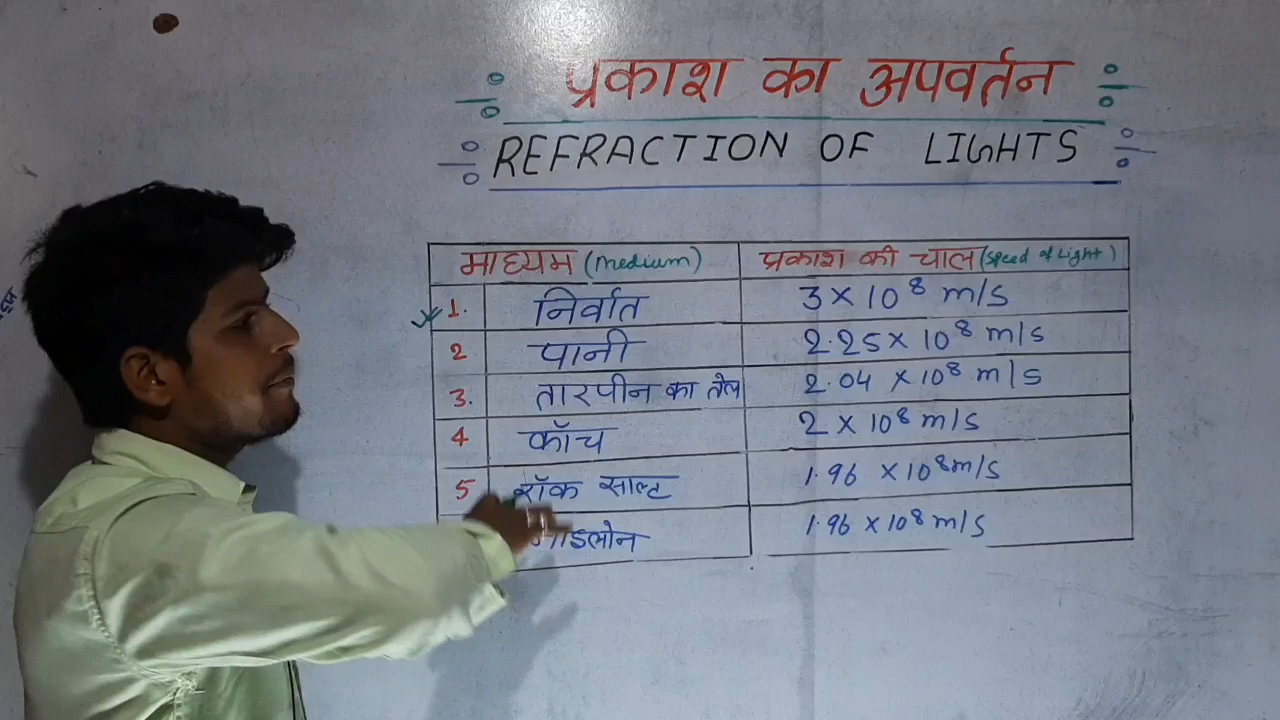 ÷ प्रकाश का अपवर्तन ÷
÷ REFRACTION OF LIGHTS ÷
माध्यम (medium) प्रकाश की चाल (speed of Light)
1. निर्वात 3 × 10⁸ m/s
2 पानी 2.25 × 10⁸ m/s
3. तारपीन का तेल 2.04 × 10⁸ m/s
4 कॉच 2 × 10⁸ m/s
5 रॉक साल्ट 1.96 × 10⁸ m/s
1.96 × 10⁸ m/s